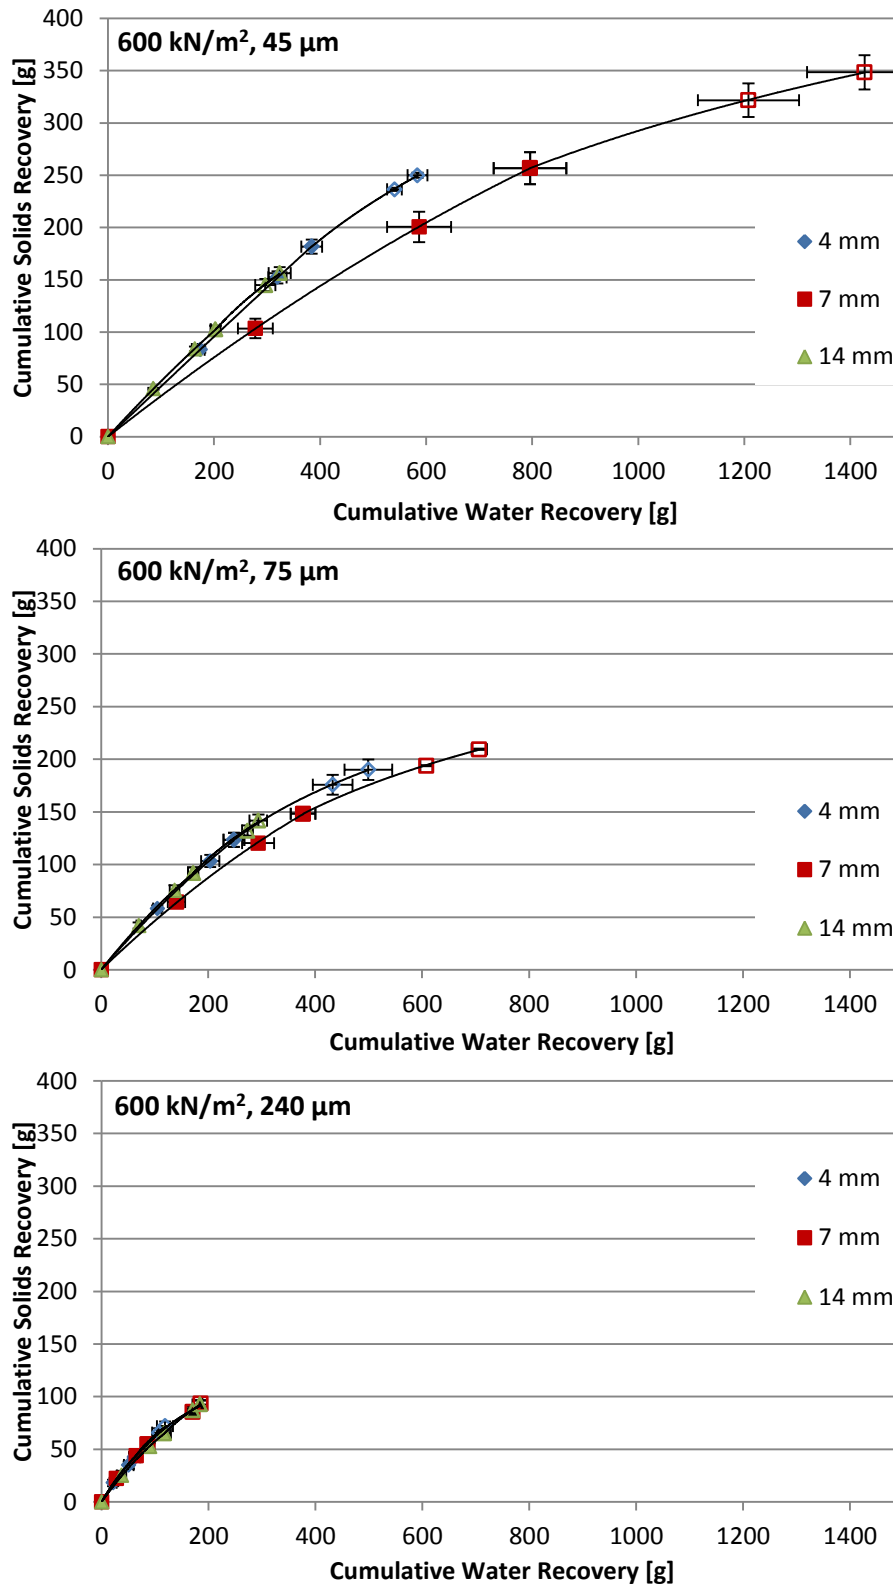 600 kN/m², 45 µm
Cumulative Solids Recovery [g]
400
350
300
250
200
150
100
50
0
4 mm
7 mm
14 mm
0 200 400 600 800 1000 1200 1400
Cumulative Water Recovery [g]
600 kN/m², 75 µm
Cumulative Solids Recovery [g]
400
350
300
250
200
150
100
50
0
4 mm
7 mm
14 mm
0 200 400 600 800 1000 1200 1400
Cumulative Water Recovery [g]
600 kN/m², 240 µm
Cumulative Solids Recovery [g]
400
350
300
250
200
150
100
50
0
4 mm
7 mm
14 mm
0 200 400 600 800 1000 1200 1400
Cumulative Water Recovery [g]